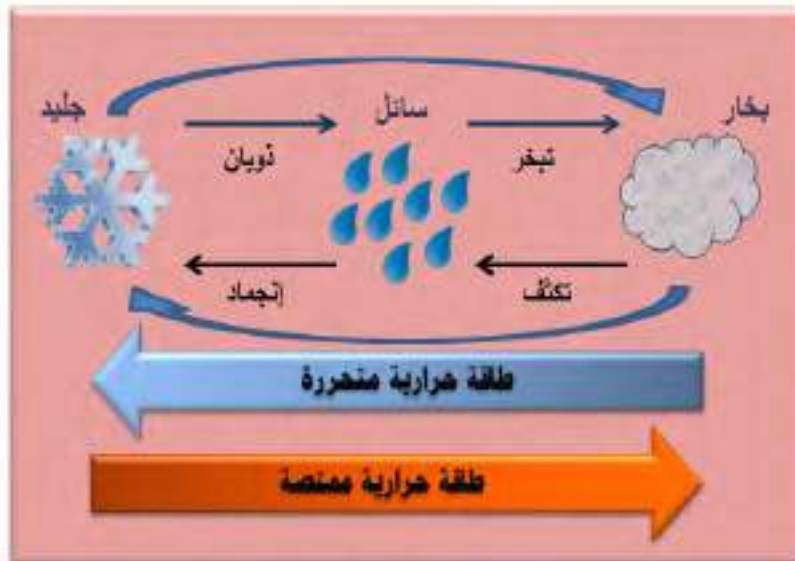 بخار
سائل
جليد
تبخر
ذوبان
تكثف
إنجماد
طاقة حرارية متحررة
طاقة حرارية ممتصة